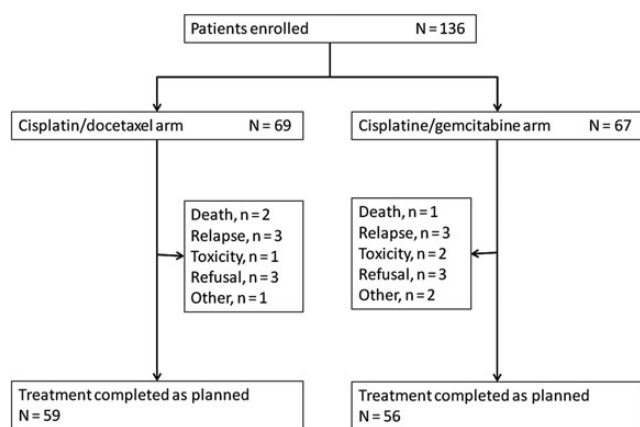 Patients enrolled N = 136
Cisplatin/docetaxel arm N = 69
Cisplatine/gemcitabine arm N = 67
Death, n = 2
Relapse, n = 3
Toxicity, n = 1
Refusal, n = 3
Other, n = 1
Death, n = 1
Relapse, n = 3
Toxicity, n = 2
Refusal, n = 3
Other, n = 2
Treatment completed as planned
N = 59
Treatment completed as planned
N = 56